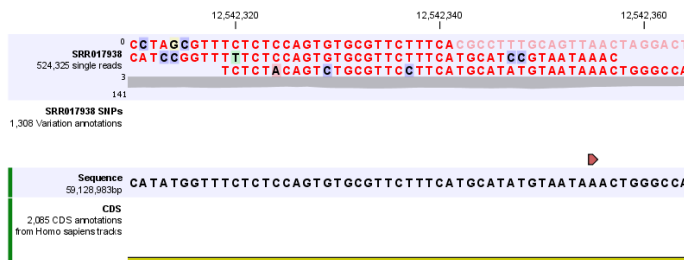 12,542,320
12,542,340
12,542,360
0
CCTAGCGTTTCTCTCCAGTGTGCGTTCTTTCACGCCTTTGCAGTTAACTAGGACT
SRR017938
CATCCGGTTTTTCTCCAGTGTGCGTTCTTTCATGCATCCGTAATAAAC
524,325 single reads
TCTCTACAGTCTGCGTTCCTTCATGCATATGTAATAAACTGGGCCA
3
141
SRR017938 SNPs
1,308 Variation annotations
Sequence
CATATGGTTTCTCTCCAGTGTGCGTTCTTTCATGCATATGTAATAAACTGGGCCA
59,128,983bp
CDS
2,085 CDS annotations
from Homo sapiens tracks